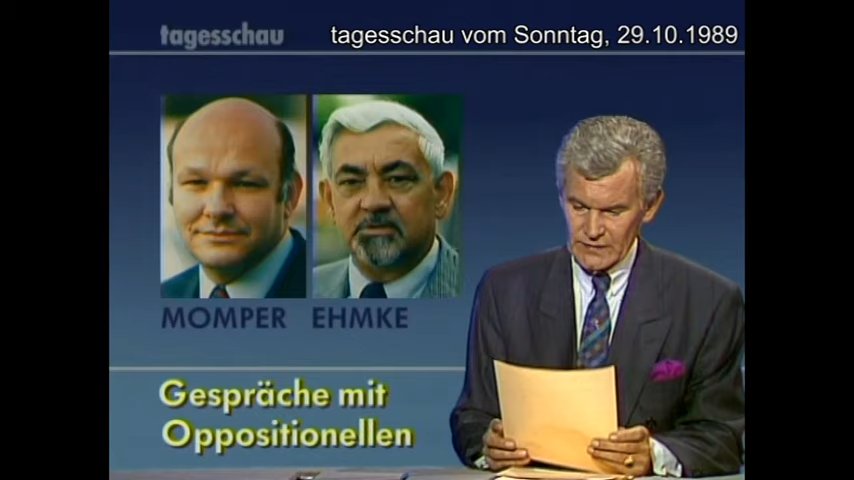 tagesschau
tagesschau vom Sonntag, 29.10.1989
MOMPER EHMKE
Gespräche mit
Oppositionellen